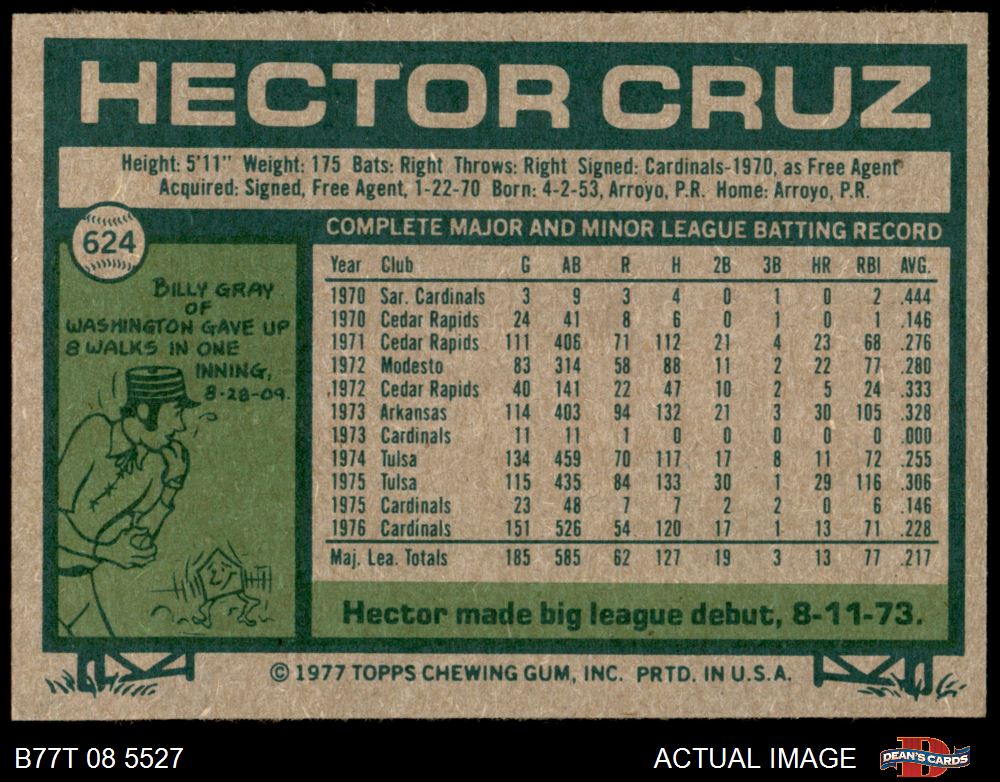 HECTOR CRUZ
Height: 5'11" Weight: 175 Bats: Right Throws: Right Signed: Cardinals-1970, as Free Agent
Acquired: Signed, Free Agent, 1-22-70 Born: 4-2-53, Arroyo, P.R. Home: Arroyo, P.R.
624
BILLY GRAY
OF
WASHINGTON GAVE UP
8 WALKS IN ONE
INNING,
8-28-09.
COMPLETE MAJOR AND MINOR LEAGUE BATTING RECORD
Year Club G AB R H 2B 3B HR RBI AVG.
1970 Sar. Cardinals 3 9 3 4 0 1 0 2 .444
1970 Cedar Rapids 24 41 8 6 0 1 0 1 .146
1971 Cedar Rapids 111 406 71 112 21 4 23 68 .276
1972 Modesto 83 314 58 88 11 2 22 77 .280
1972 Cedar Rapids 40 141 22 47 10 2 5 24 .333
1973 Arkansas 114 403 94 132 21 3 30 105 .328
1973 Cardinals 11 11 1 0 0 0 0 0 .000
1974 Tulsa 134 459 70 117 17 8 11 72 .255
1975 Tulsa 115 435 84 133 30 1 29 116 .306
1975 Cardinals 23 48 7 7 2 2 0 6 .146
1976 Cardinals 151 526 54 120 17 1 13 71 .228
Maj. Lea. Totals 185 585 62 127 19 3 13 77 .217
Hector made big league debut, 8-11-73.
© 1977 TOPPS CHEWING GUM, INC. PRTD. IN U.S.A.
B77T 08 5527
ACTUAL IMAGE
DEAN'S CARDS